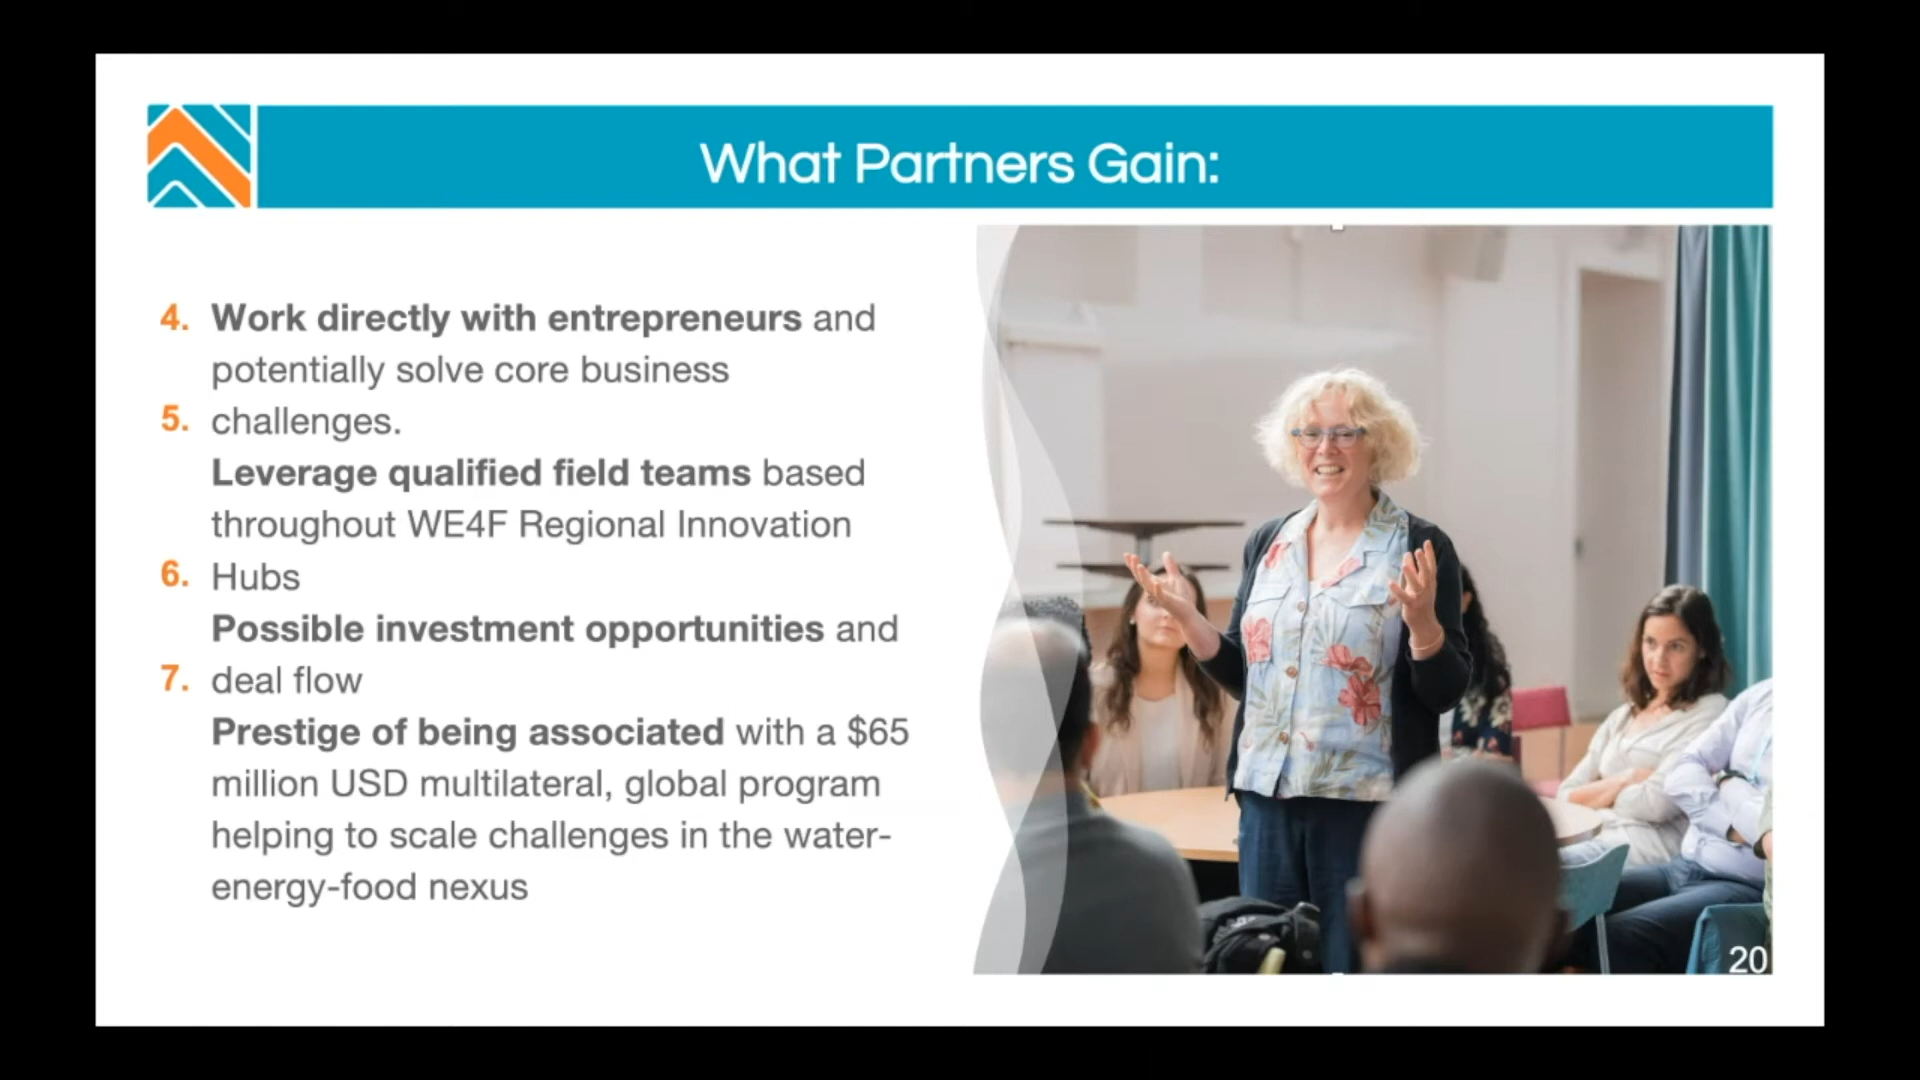 What Partners Gain:
4. Work directly with entrepreneurs and
potentially solve core business
5. challenges.
Leverage qualified field teams based
throughout WE4F Regional Innovation
6. Hubs
Possible investment opportunities and
7. deal flow
Prestige of being associated with a $65
million USD multilateral, global program
helping to scale challenges in the water-
energy-food nexus
20